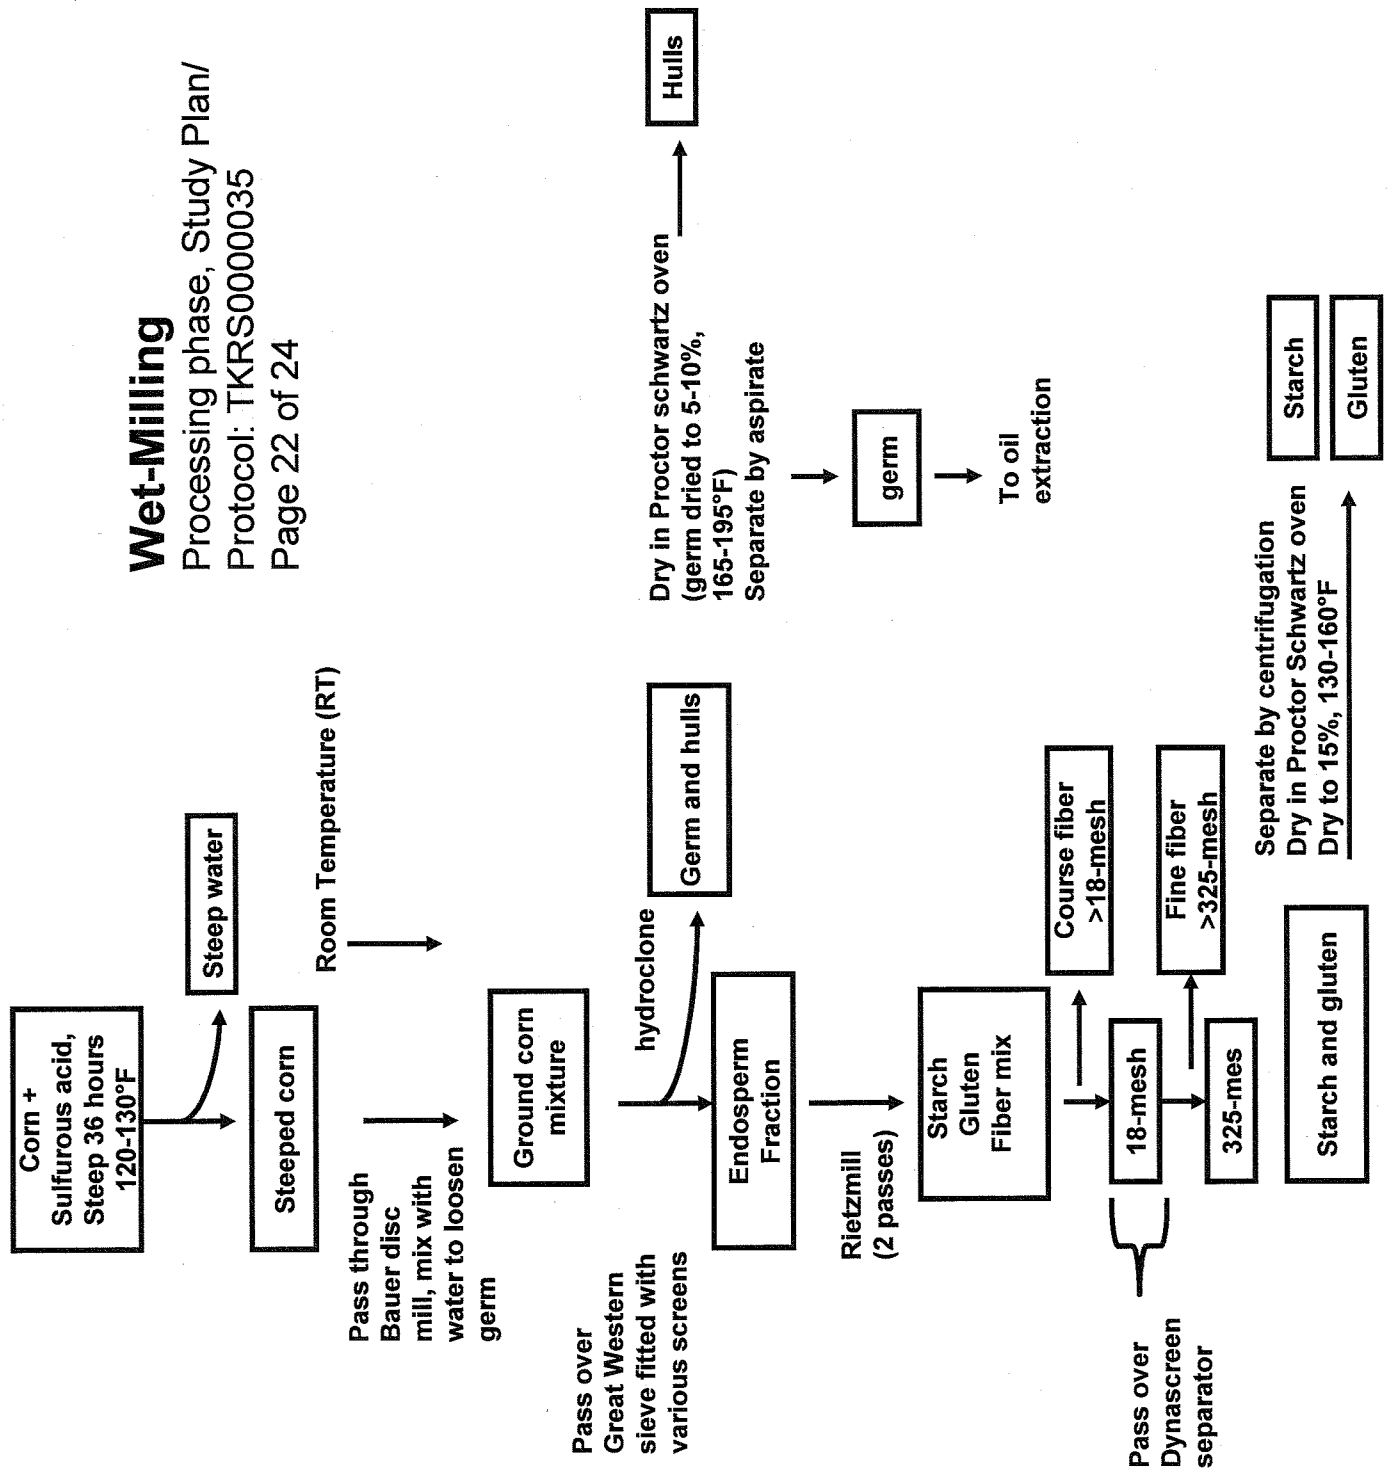 Wet-Milling
Processing phase, Study Plan/
Protocol: TKRS0000035
Page 22 of 24
Corn +
Sulfurous acid,
Steep 36 hours
120-130°F
Steep water
Steeped corn
Room Temperature (RT)
Pass through
Bauer disc
mill, mix with
water to loosen
germ
Ground corn
mixture
Pass over
Great Western
sieve fitted with
various screens
hydroclone
Germ and hulls
Dry in Proctor schwartz oven
(germ dried to 5-10%,
165-195°F)
Separate by aspirate
Hulls
germ
To oil
extraction
Endosperm
Fraction
Rietzmill
(2 passes)
Starch
Gluten
Fiber mix
Course fiber
>18-mesh
18-mesh
Fine fiber
>325-mesh
325-mes
Pass over
Dynascreen
separator
Starch and gluten
Separate by centrifugation
Dry in Proctor Schwartz oven
Dry to 15%, 130-160°F
Starch
Gluten